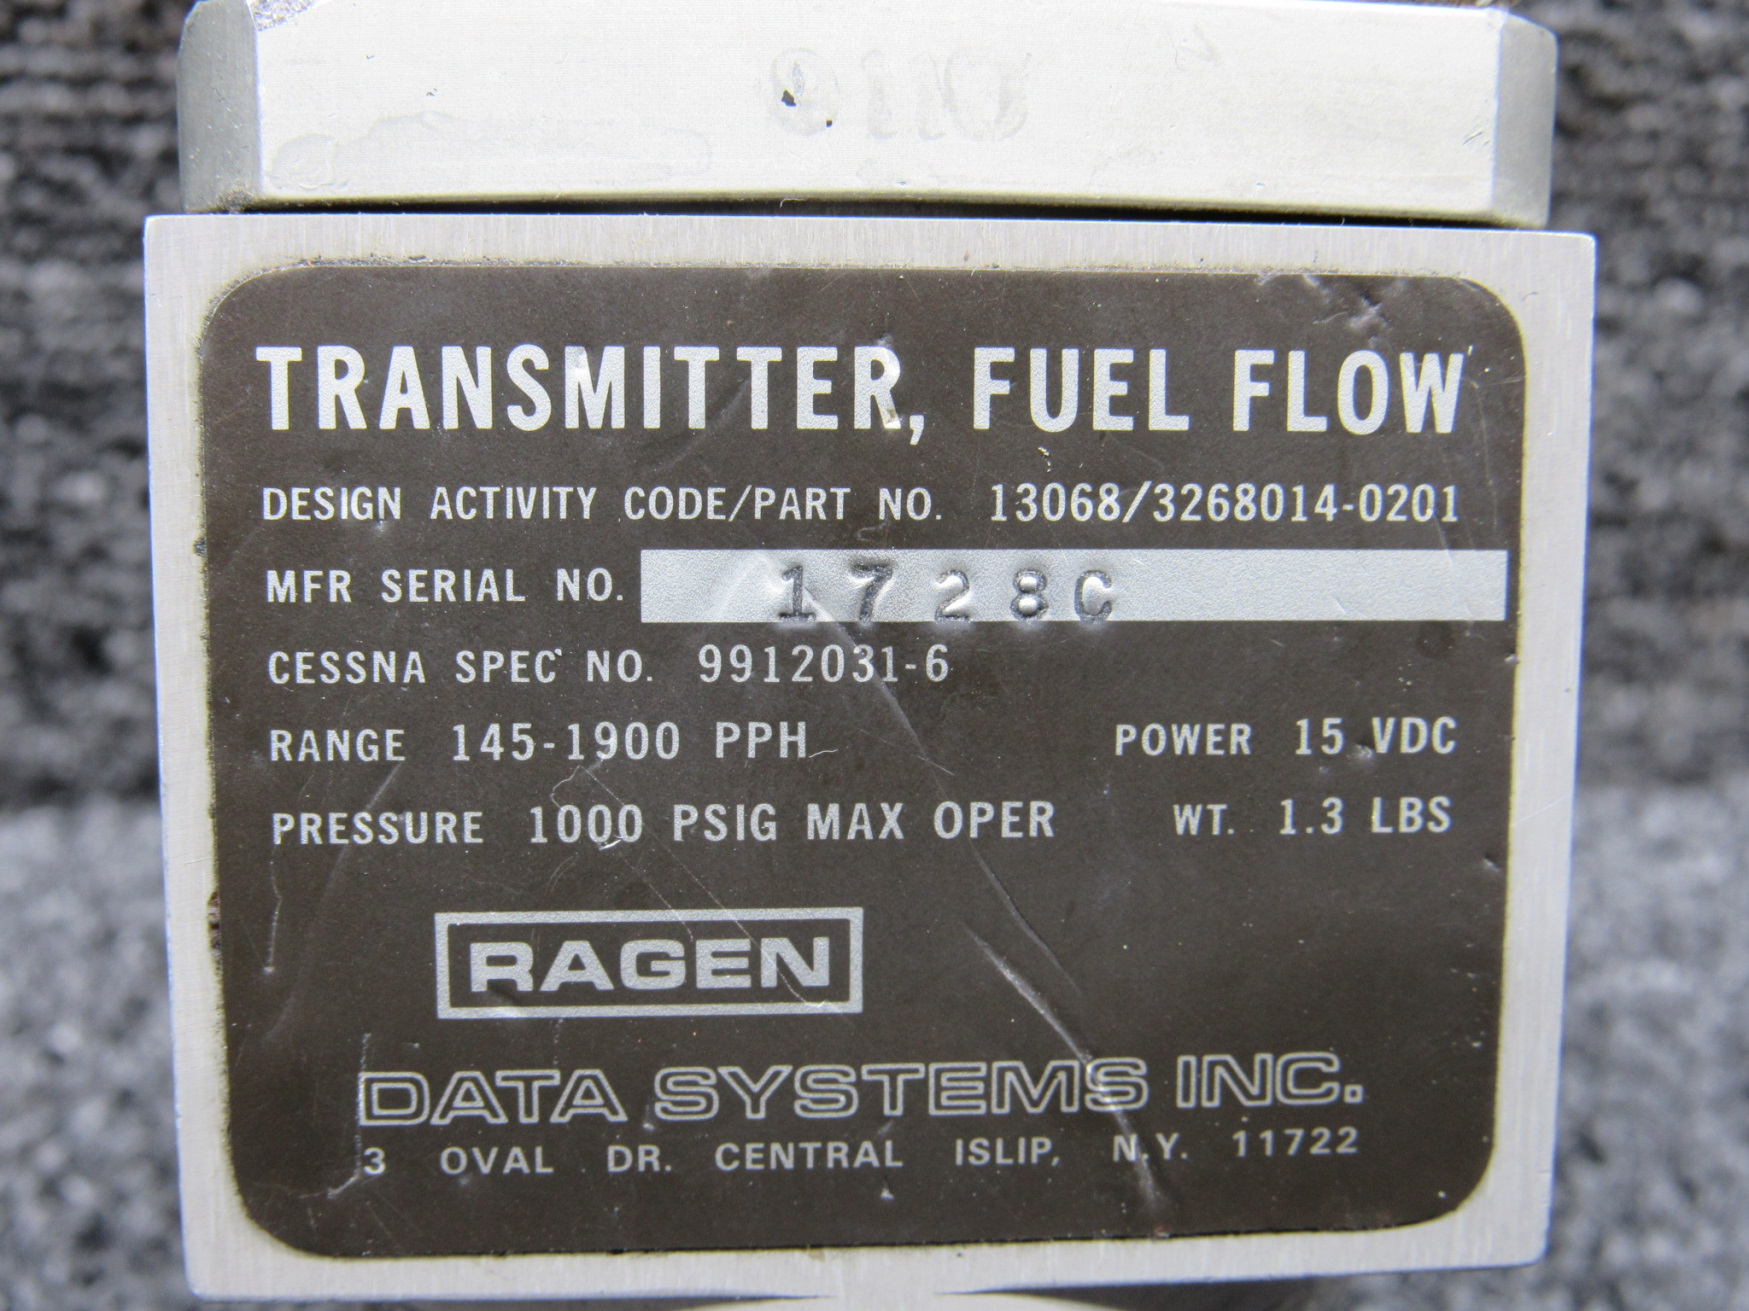 TRANSMITTER, FUEL FLOW
DESIGN ACTIVITY CODE/PART NO. 13068/3268014-0201
MFR SERIAL NO. 1728C
CESSNA SPEC NO. 9912031-6
RANGE 145-1900 PPH POWER 15 VDC
PRESSURE 1000 PSIG MAX OPER WT. 1.3 LBS
RAGEN
DATA SYSTEMS INC.
3 OVAL DR. CENTRAL ISLIP, N.Y. 11722